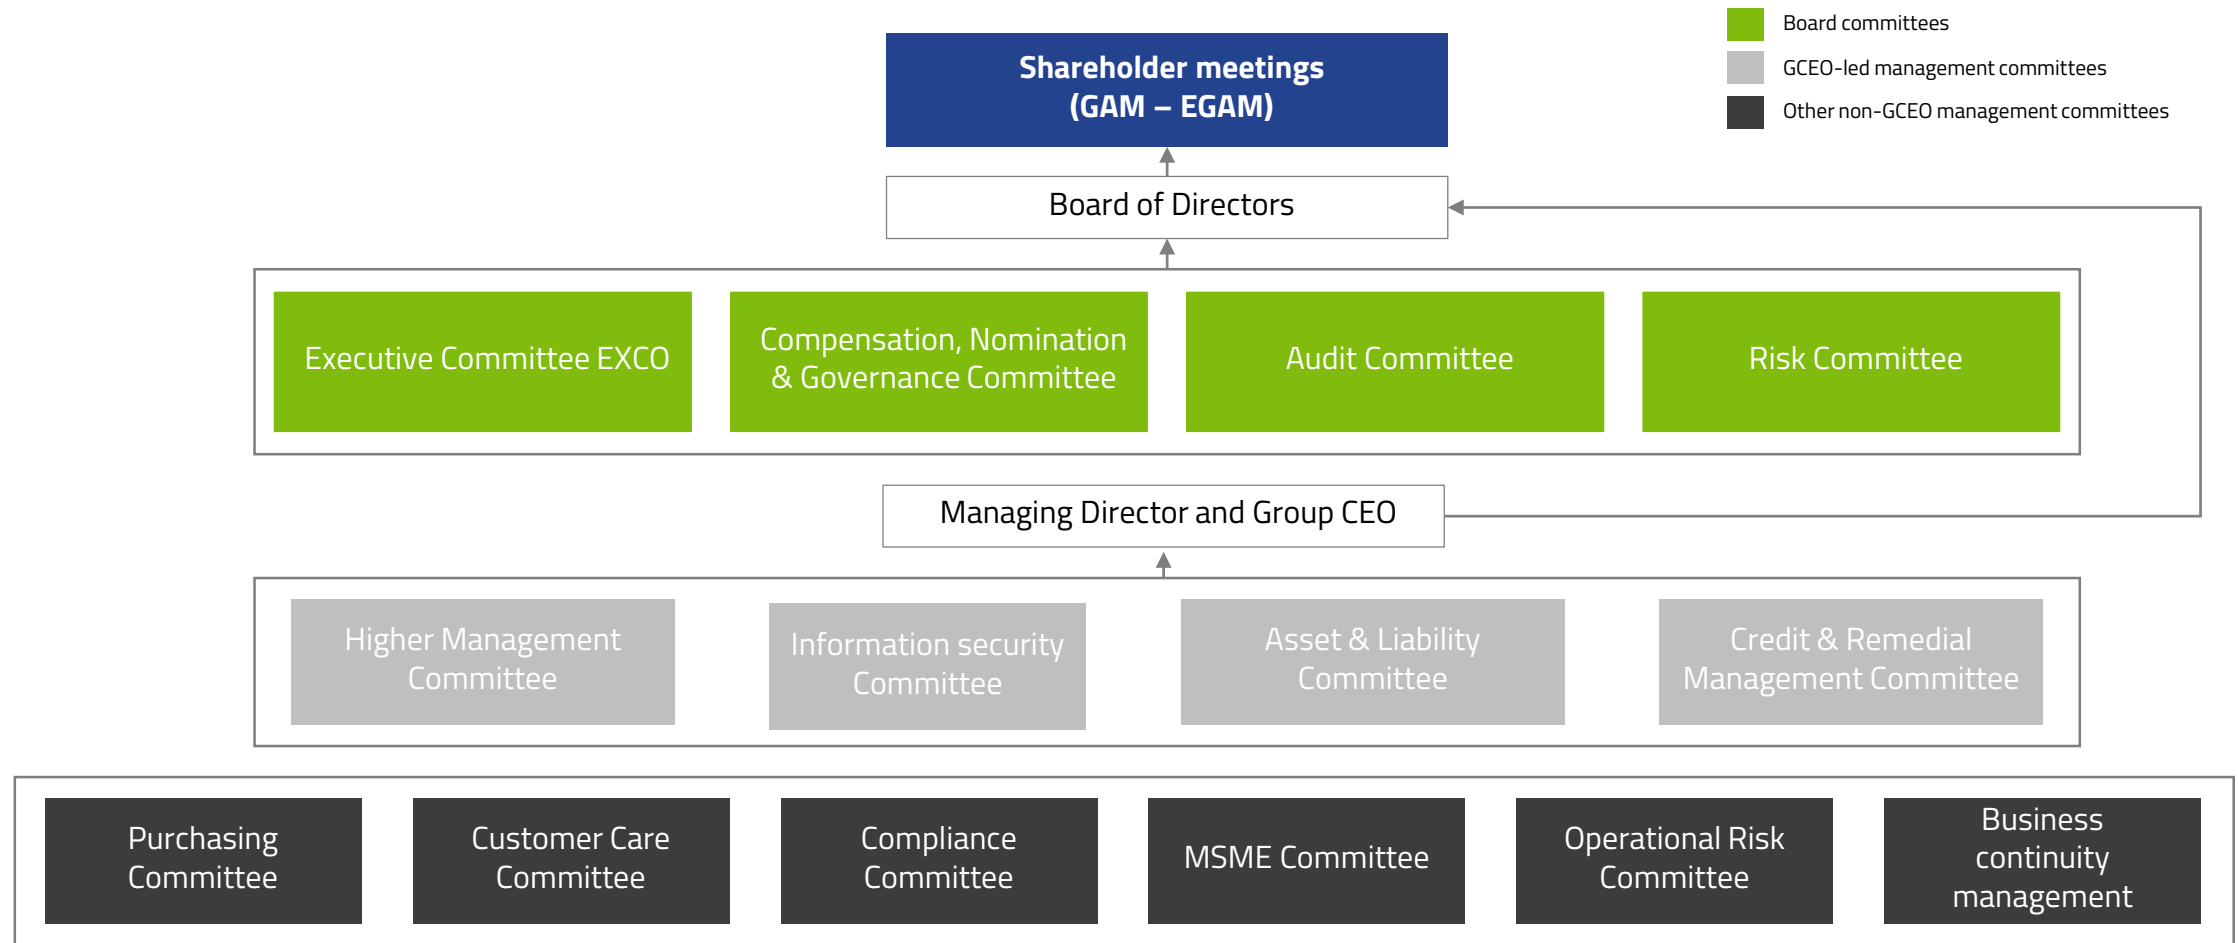 Board committees
GCEO-led management committees
Other non-GCEO management committees
Shareholder meetings
(GAM – EGAM)
Board of Directors
Executive Committee EXCO
Compensation, Nomination
& Governance Committee
Audit Committee
Risk Committee
Managing Director and Group CEO
Higher Management
Committee
Information security
Committee
Asset & Liability
Committee
Credit & Remedial
Management Committee
Purchasing
Committee
Customer Care
Committee
Compliance
Committee
MSME Committee
Operational Risk
Committee
Business
continuity
management